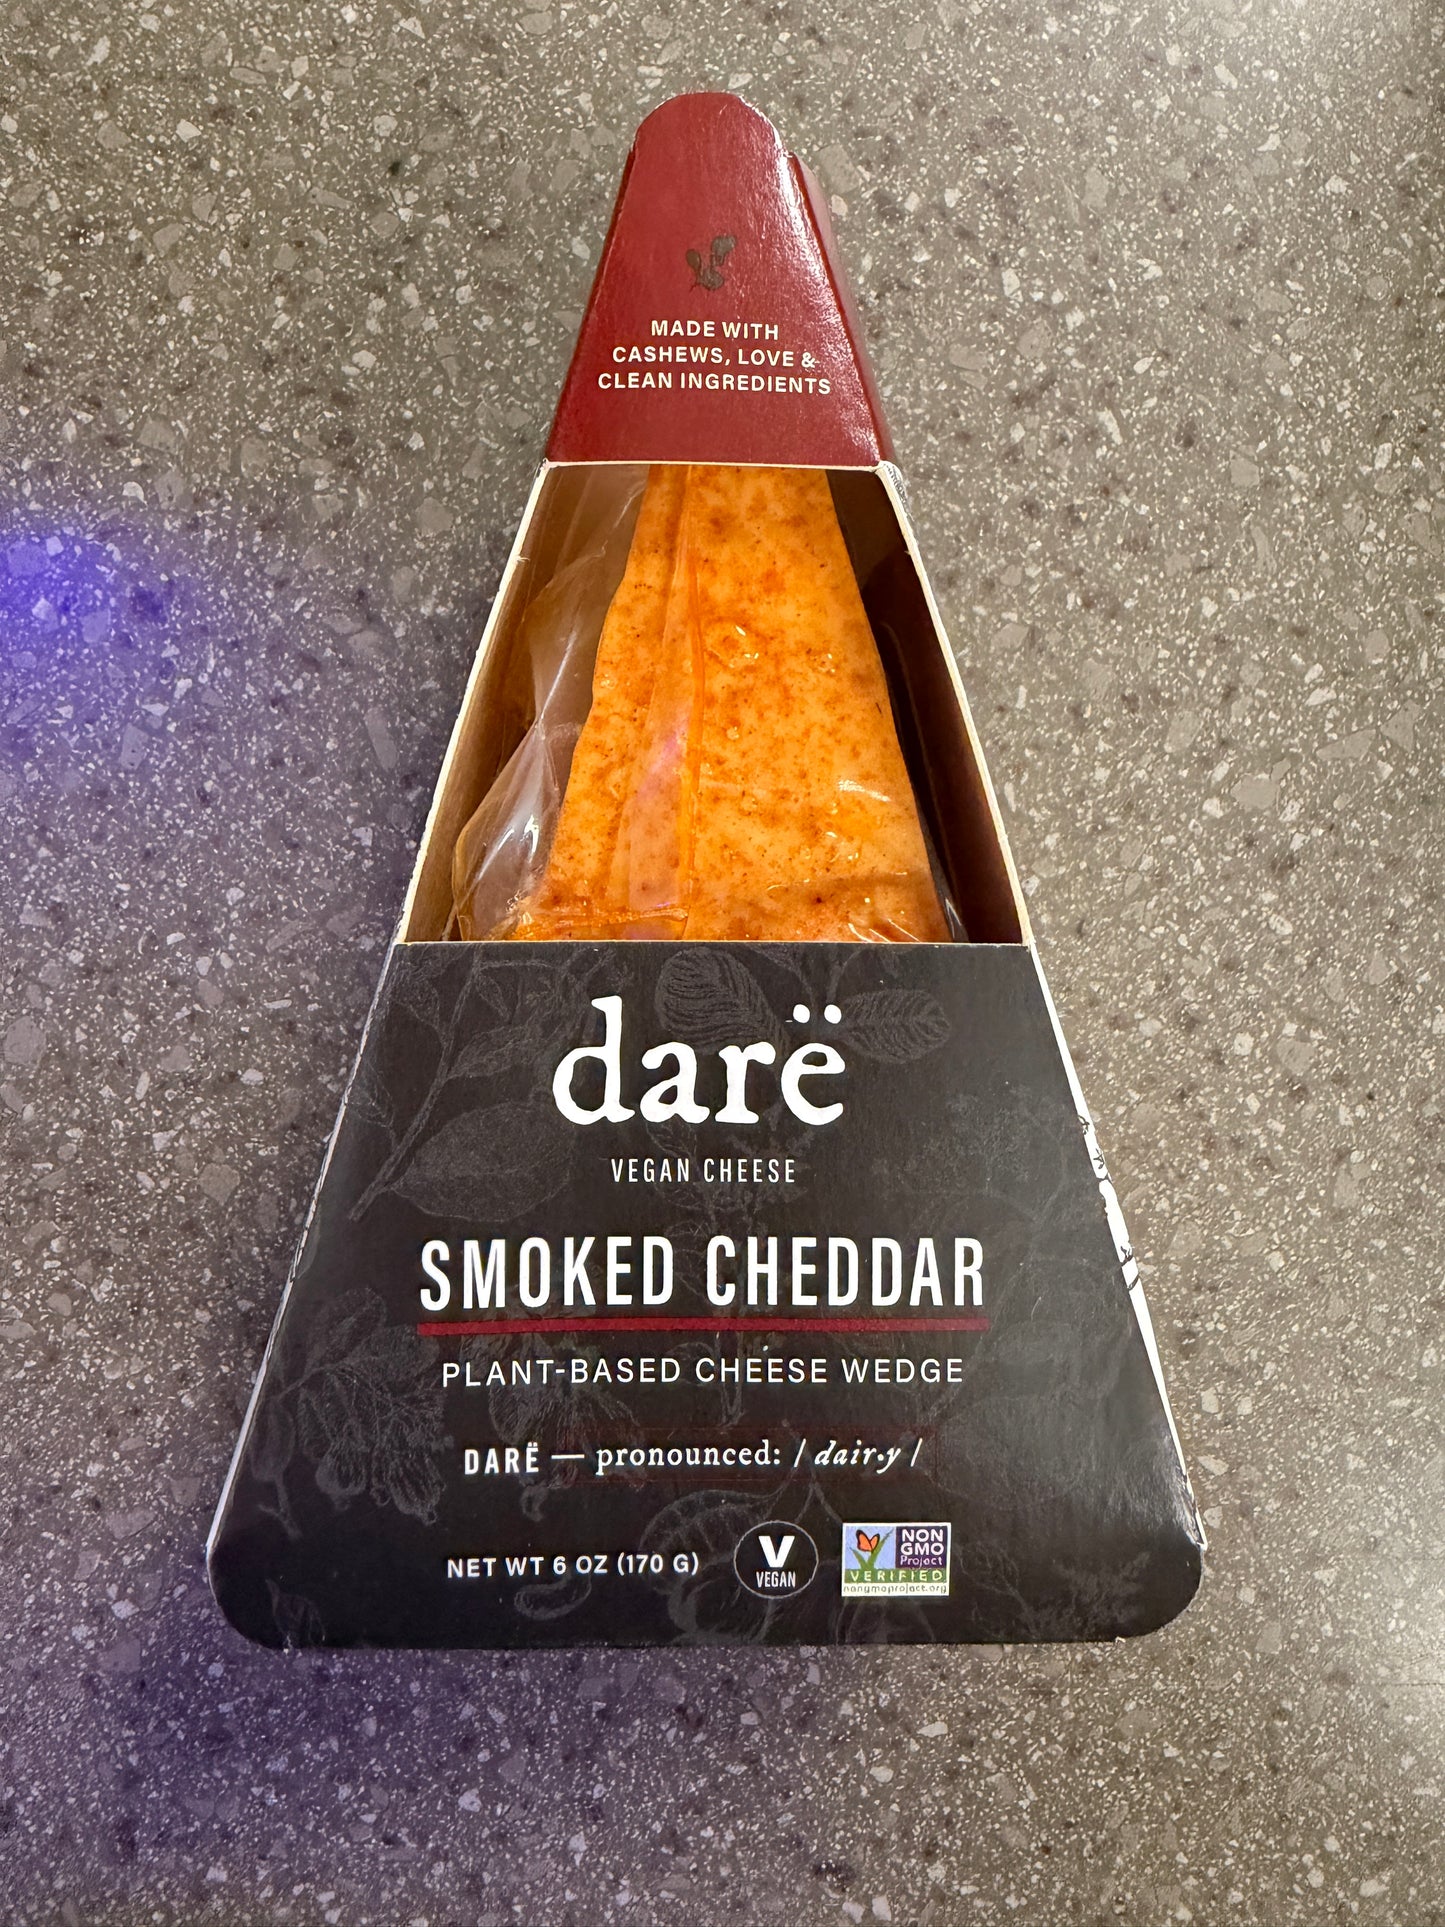 MADE WITH
CASHEWS, LOVE &
CLEAN INGREDIENTS
darë
VEGAN CHEESE
SMOKED CHEDDAR
PLANT-BASED CHEESE WEDGE
DARË — pronounced: / dair•y /
NET WT 6 OZ (170 G)
V
VEGAN
NON
GMO
Project
VERIFIED
nongmoproject.org